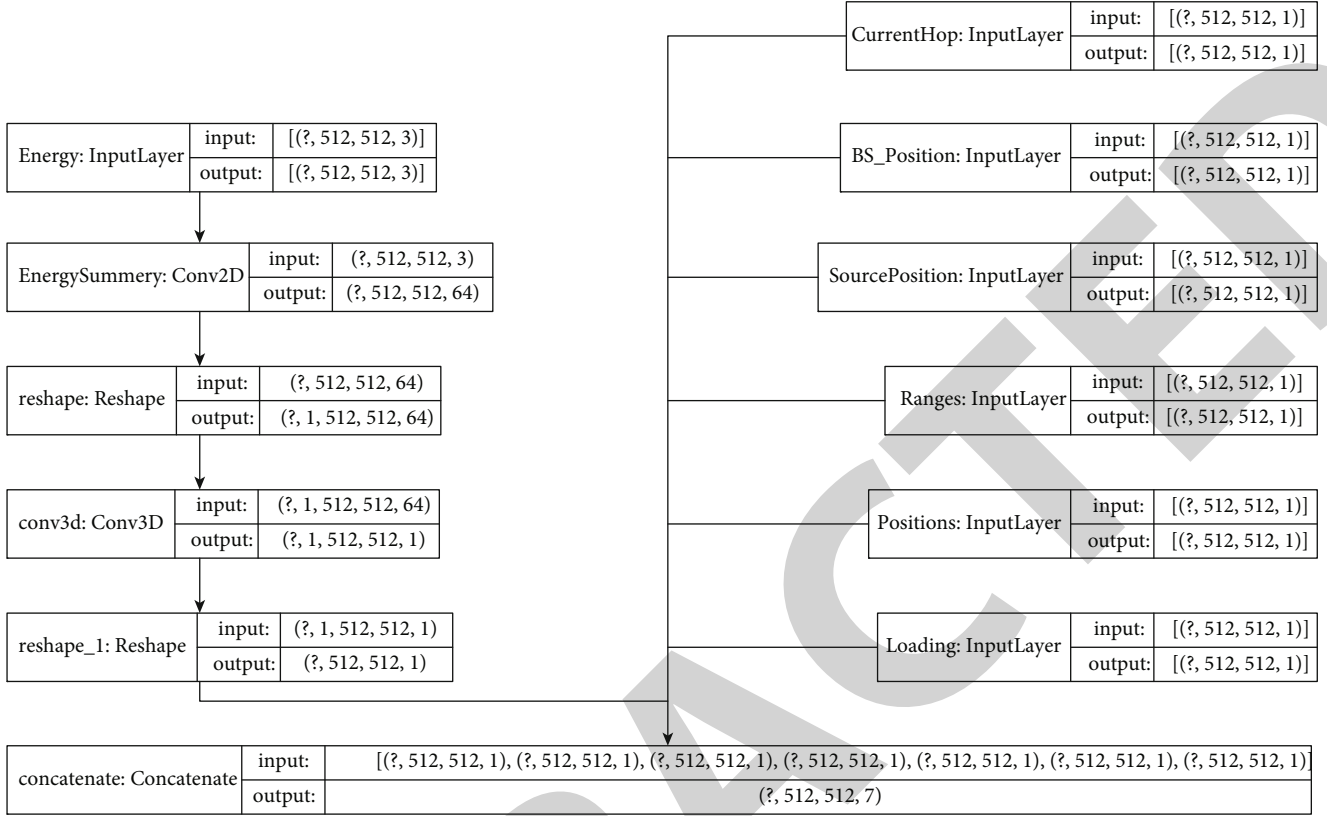 CurrentHop: InputLayer
input: [(?, 512, 512, 1)]
output: [(?, 512, 512, 1)]
Energy: InputLayer
input: [(?, 512, 512, 3)]
output: [(?, 512, 512, 3)]
BS_Position: InputLayer
input: [(?, 512, 512, 1)]
output: [(?, 512, 512, 1)]
EnergySummery: Conv2D
input: (?, 512, 512, 3)
output: (?, 512, 512, 64)
SourcePosition: InputLayer
input: [(?, 512, 512, 1)]
output: [(?, 512, 512, 1)]
reshape: Reshape
input: (?, 512, 512, 64)
output: (?, 1, 512, 512, 64)
Ranges: InputLayer
input: [(?, 512, 512, 1)]
output: [(?, 512, 512, 1)]
conv3d: Conv3D
input: (?, 1, 512, 512, 64)
output: (?, 1, 512, 512, 1)
Positions: InputLayer
input: [(?, 512, 512, 1)]
output: [(?, 512, 512, 1)]
reshape_1: Reshape
input: (?, 1, 512, 512, 1)
output: (?, 512, 512, 1)
Loading: InputLayer
input: [(?, 512, 512, 1)]
output: [(?, 512, 512, 1)]
concatenate: Concatenate
input: [(?, 512, 512, 1), (?, 512, 512, 1), (?, 512, 512, 1), (?, 512, 512, 1), (?, 512, 512, 1), (?, 512, 512, 1), (?, 512, 512, 1)]
output: (?, 512, 512, 7)